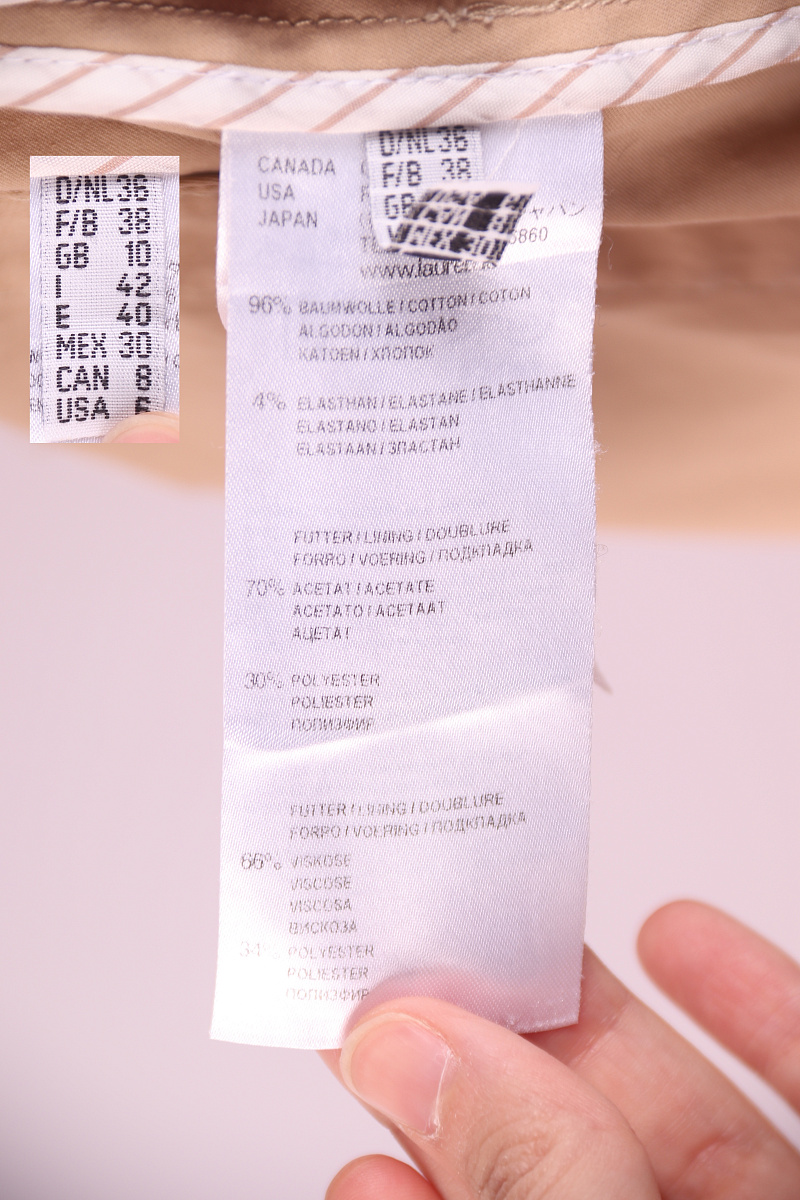 D/NL 36
F/B 38
GB 10
I 42
E 40
MEX 30
CAN 8
USA 6
D/NL 36
F/B 38
GB
CANADA
USA
JAPAN
5860
96% BAUMWOLLE / COTTON / COTON
ALGODON / ALGODÃO
KATOEN / ХЛОПОК
4% ELASTHAN / ELASTANE / ELASTHANNE
ELASTANO / ELASTAN
ELASTAAN / ЭЛАСТАН
FUTTER / LINING / DOUBLURE
FORRO / VOERING / ПОДКЛАДКА
70% ACETAT / ACETATE
ACETATO / ACETAAT
АЦЕТАТ
30% POLYESTER
POLIESTER
ПОЛИЭФИР
FUTTER / LINING / DOUBLURE
FORRO / VOERING / ПОДКЛАДКА
66% VISKOSE
VISCOSE
VISCOSA
ВИСКОЗА
34% POLYESTER
POLIESTER
ПОЛИЭФИР